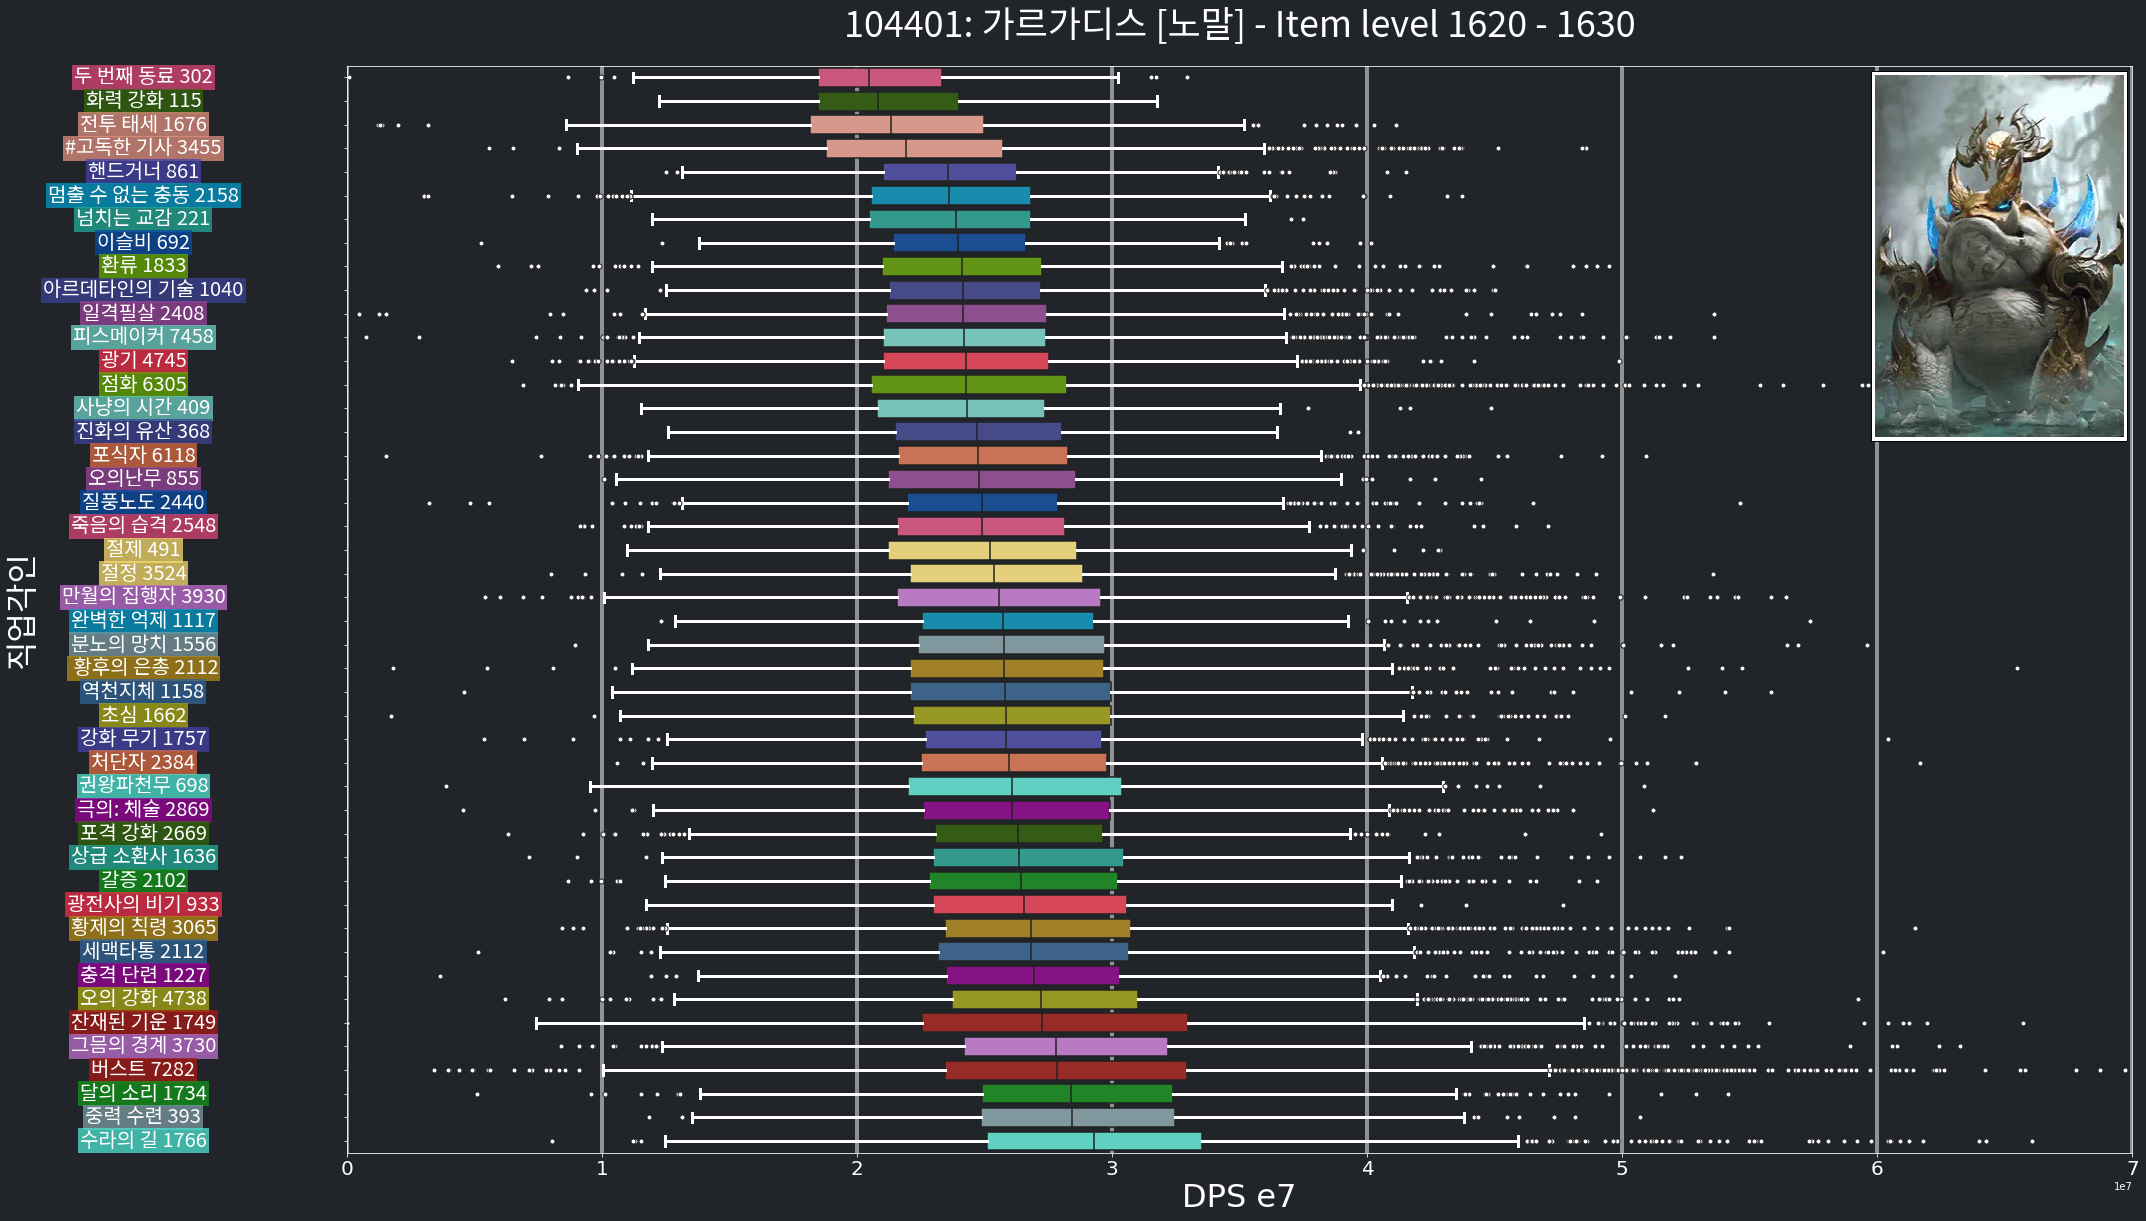 104401: 가르가디스 [노말] - Item level 1620 - 1630
두 번째 동료 302
화력 강화 115
전투 태세 1676
#고독한 기사 3455
핸드거너 861
멈출 수 없는 충동 2158
넘치는 교감 221
이슬비 692
환류 1833
아르데타인의 기술 1040
일격필살 2408
피스메이커 7458
광기 4745
점화 6305
사냥의 시간 409
진화의 유산 368
포식자 6118
오의난무 855
질풍노도 2440
죽음의 습격 2548
절제 491
절정 3524
만월의 집행자 3930
완벽한 억제 1117
분노의 망치 1556
황후의 은총 2112
역천지체 1158
초심 1662
강화 무기 1757
처단자 2384
권왕파천무 698
극의: 체술 2869
포격 강화 2669
상급 소환사 1636
갈증 2102
광전사의 비기 933
황제의 칙령 3065
세맥타통 2112
충격 단련 1227
오의 강화 4738
잔재된 기운 1749
그믐의 경계 3730
버스트 7282
달의 소리 1734
중력 수련 393
수라의 길 1766
직업각인
0 1 2 3 4 5 6 7
1e7
DPS e7